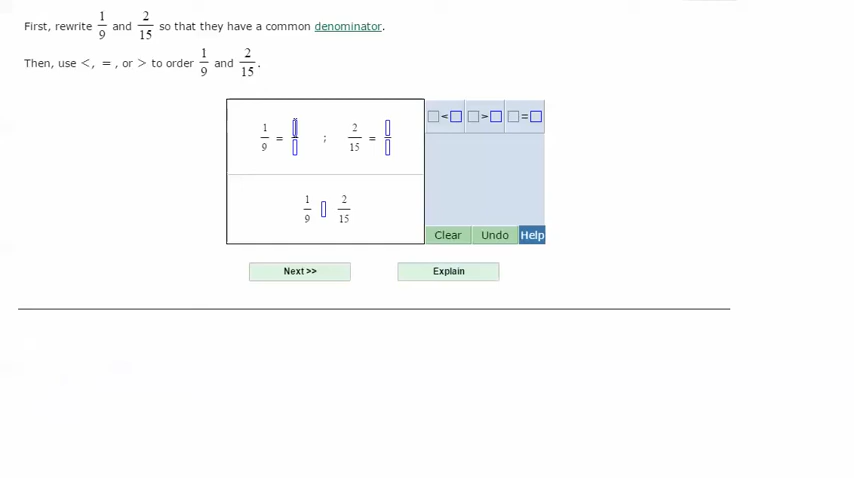 First, rewrite 1/9 and 2/15 so that they have a common denominator.
Then, use <, =, or > to order 1/9 and 2/15.
1/9 = ▯/▯ ; 2/15 = ▯/▯
□<□ □>□ □=□
1/9 ▯ 2/15
Clear Undo Help
Next >> Explain